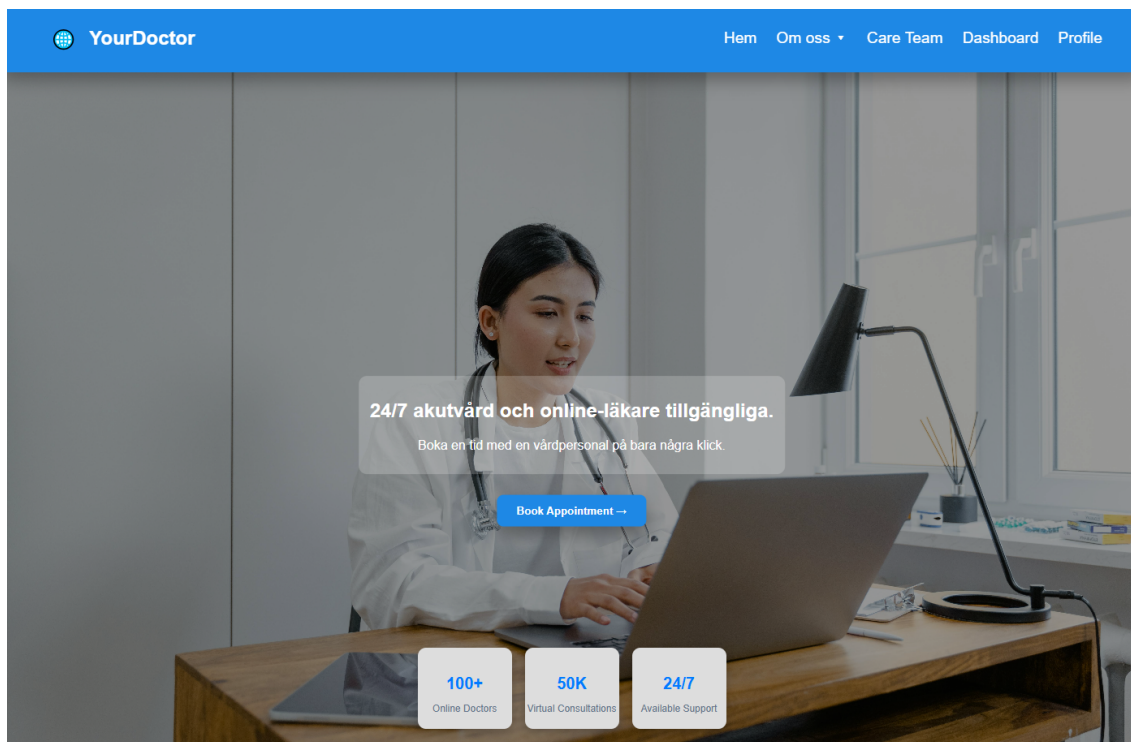 YourDoctor
Hem Om oss ▾ Care Team Dashboard Profile
24/7 akutvård och online-läkare tillgängliga.
Boka en tid med en vårdpersonal på bara några klick.
Book Appointment →
100+ 50K 24/7
Online Doctors Virtual Consultations Available Support